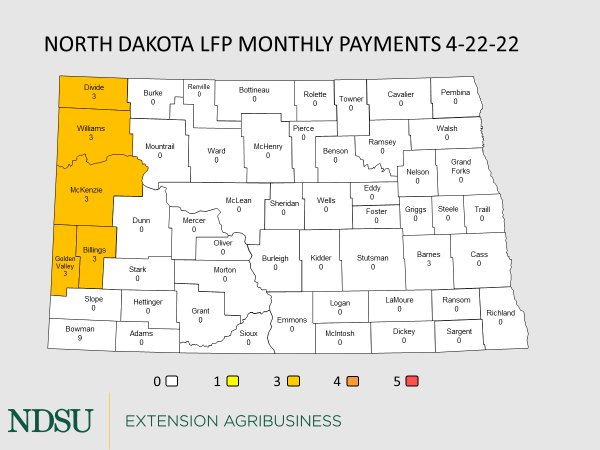 NORTH DAKOTA LFP MONTHLY PAYMENTS 4-22-22
Divide
3
Burke
0
Renville
0
Bottineau
0
Rolette
0
Towner
0
Cavalier
0
Pembina
0
Williams
3
Mountrail
0
Ward
0
McHenry
0
Pierce
0
Benson
0
Ramsey
0
Walsh
0
Nelson
0
Grand
Forks
0
McKenzie
3
Dunn
0
Mercer
0
McLean
0
Sheridan
0
Wells
0
Eddy
0
Foster
0
Griggs
0
Steele
0
Traill
0
Golden
Valley
3
Billings
3
Stark
0
Oliver
0
Morton
0
Burleigh
0
Kidder
0
Stutsman
0
Barnes
3
Cass
0
Slope
0
Hettinger
0
Grant
0
Emmons
0
Logan
0
LaMoure
0
Ransom
0
Richland
0
Bowman
9
Adams
0
Sioux
0
McIntosh
0
Dickey
0
Sargent
0
0 1 3 4 5
NDSU EXTENSION AGRIBUSINESS